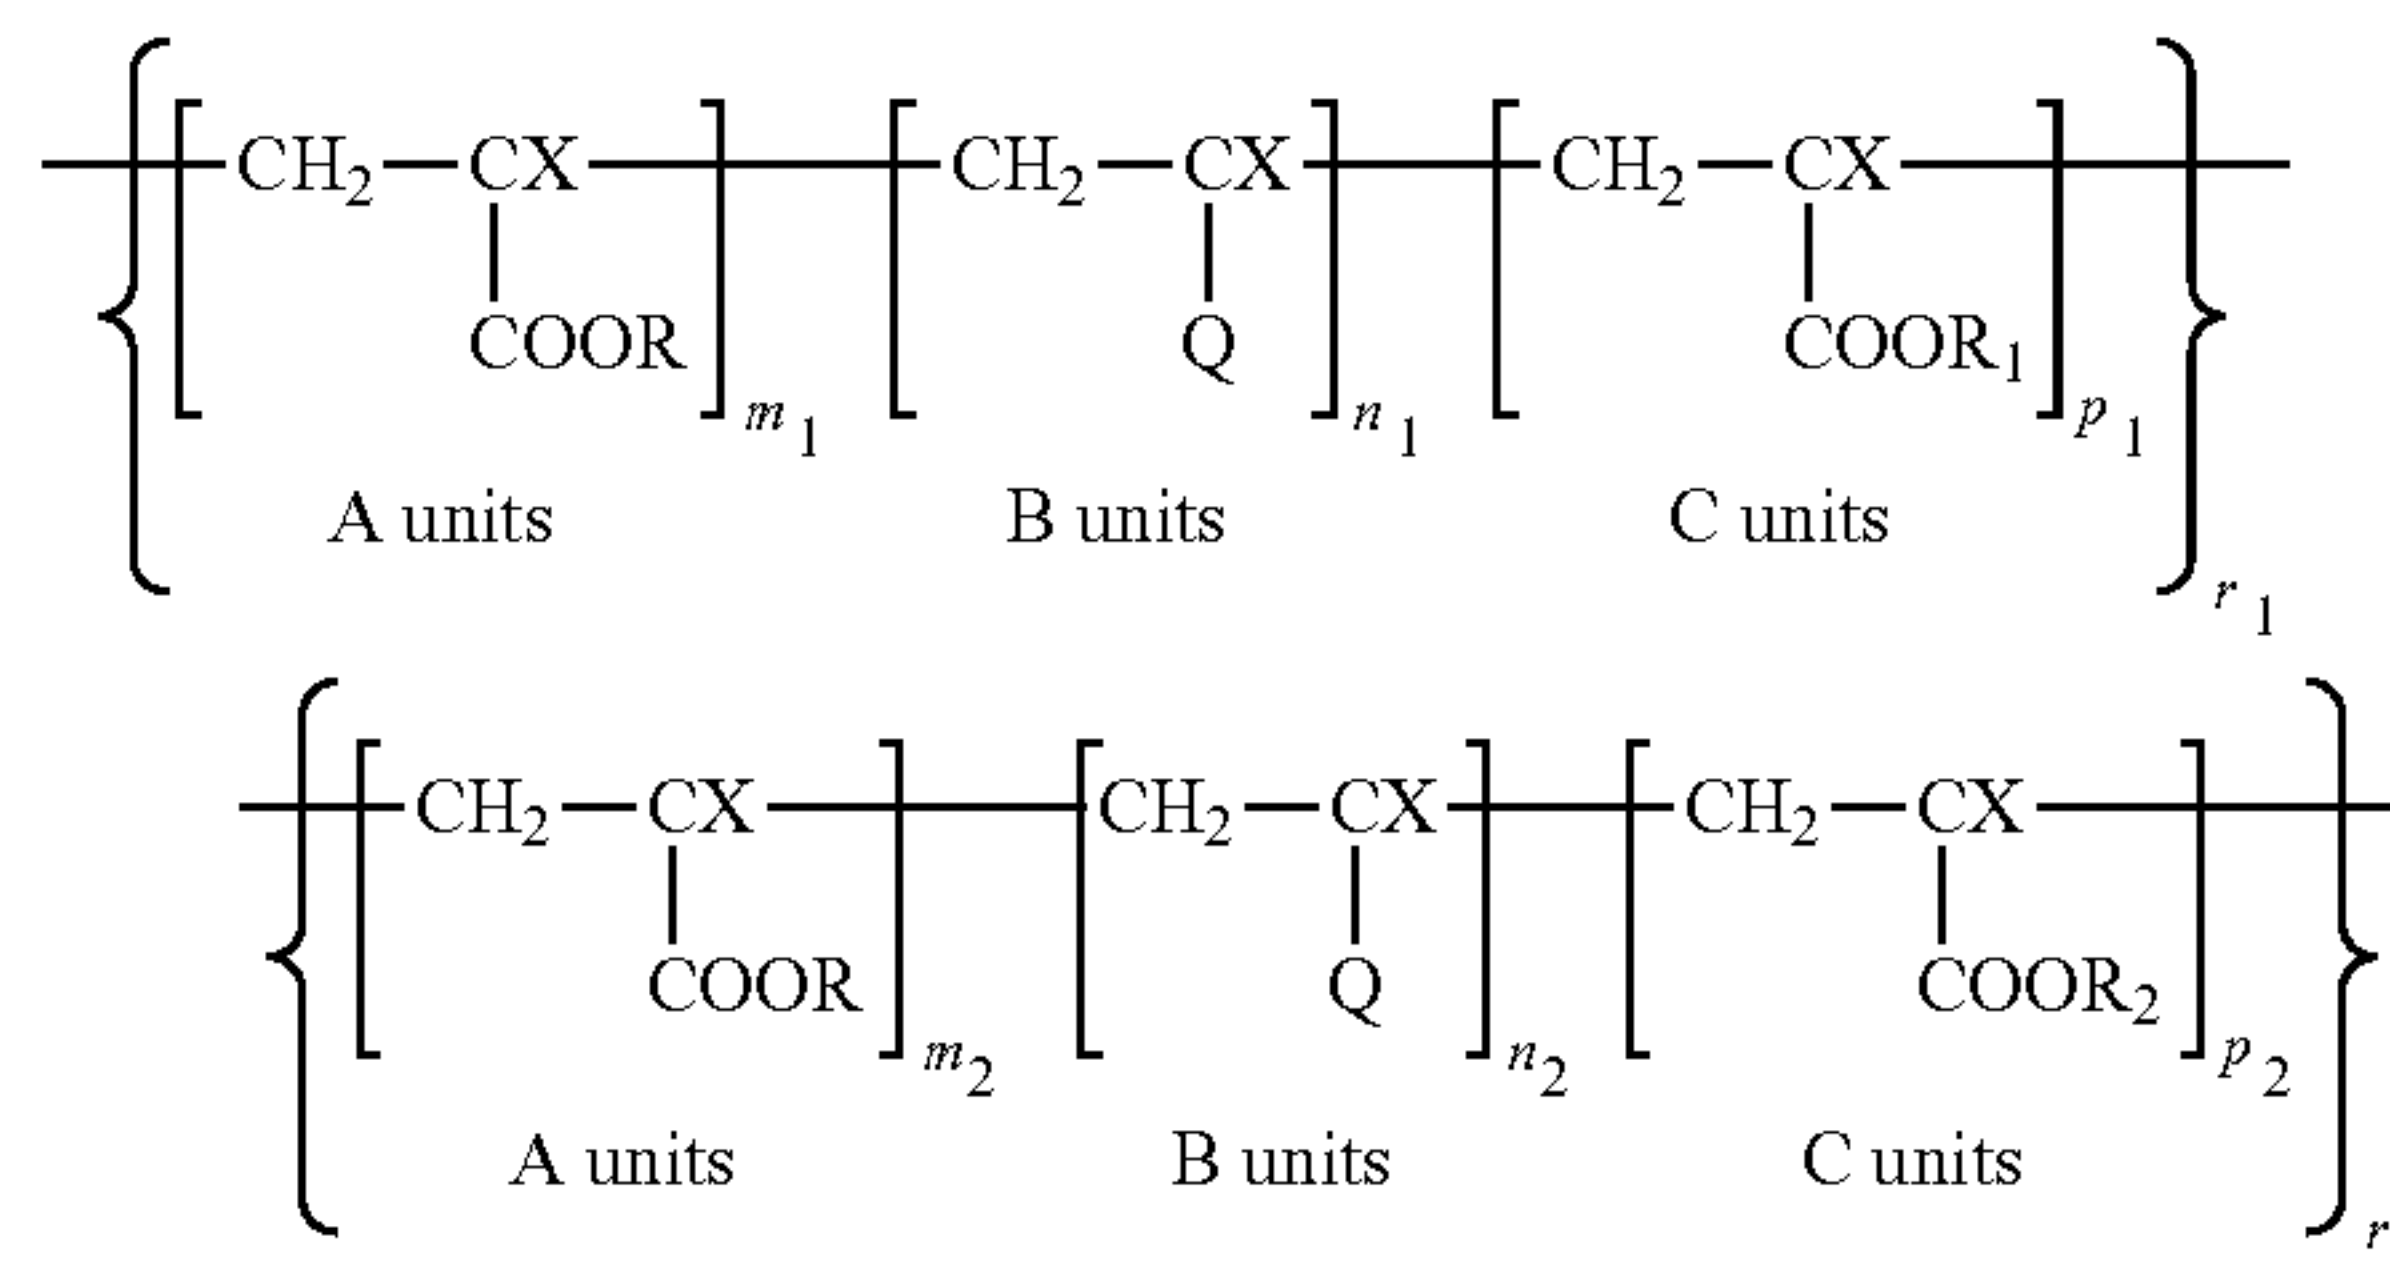 CH2 CX CH2 CX CH2 CX
COOR Q COOR1
m1 n1 p1
A units B units C units
r1
CH2 CX CH2 CX CH2 CX
COOR Q COOR2
m2 n2 p2
A units B units C units
r